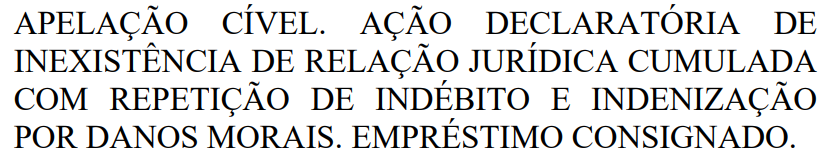 APELAÇÃO CÍVEL. AÇÃO DECLARATÓRIA DE
INEXISTÊNCIA DE RELAÇÃO JURÍDICA CUMULADA
COM REPETIÇÃO DE INDÉBITO E INDENIZAÇÃO
POR DANOS MORAIS. EMPRÉSTIMO CONSIGNADO.